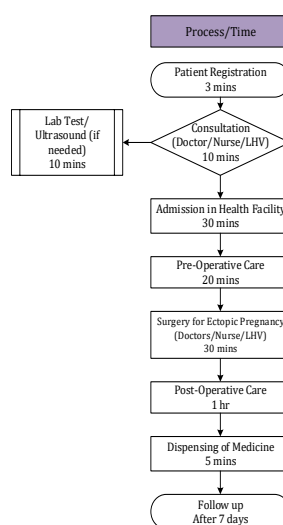 Process/Time
Patient Registration
3 mins
Lab Test/
Ultrasound (if
needed)
10 mins
Consultation
(Doctor/Nurse/LHV)
10 mins
Admission in Health Facility
30 mins
Pre-Operative Care
20 mins
Surgery for Ectopic Pregnancy
(Doctors/Nurse/LHV)
30 mins
Post-Operative Care
1 hr
Dispensing of Medicine
5 mins
Follow up
After 7 days